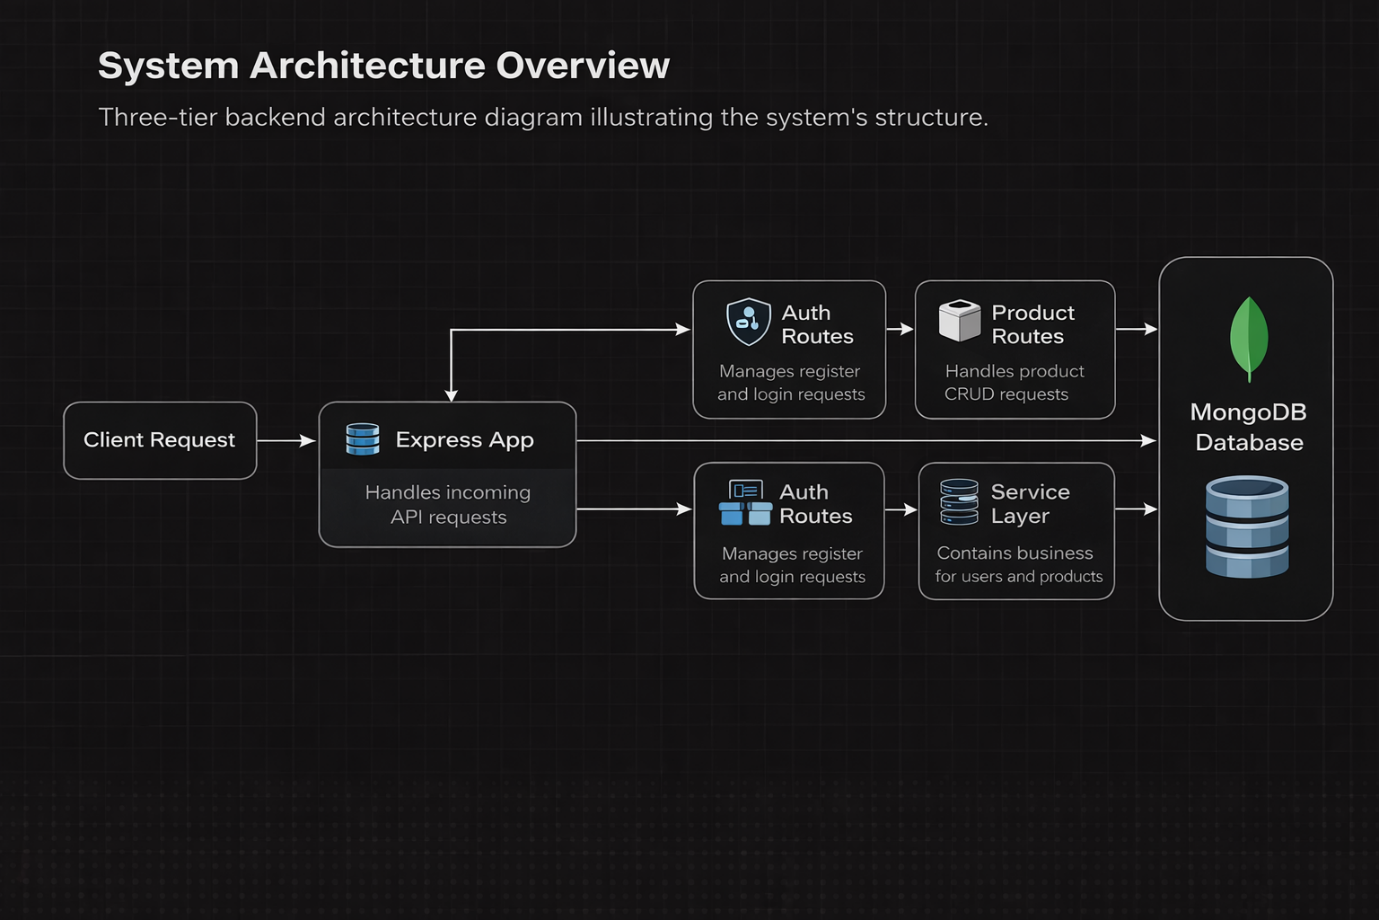 System Architecture Overview
Three-tier backend architecture diagram illustrating the system's structure.
Client Request
Express App
Handles incoming
API requests
Auth
Routes
Manages register
and login requests
Product
Routes
Handles product
CRUD requests
Auth
Routes
Manages register
and login requests
Service
Layer
Contains business
for users and products
MongoDB
Database